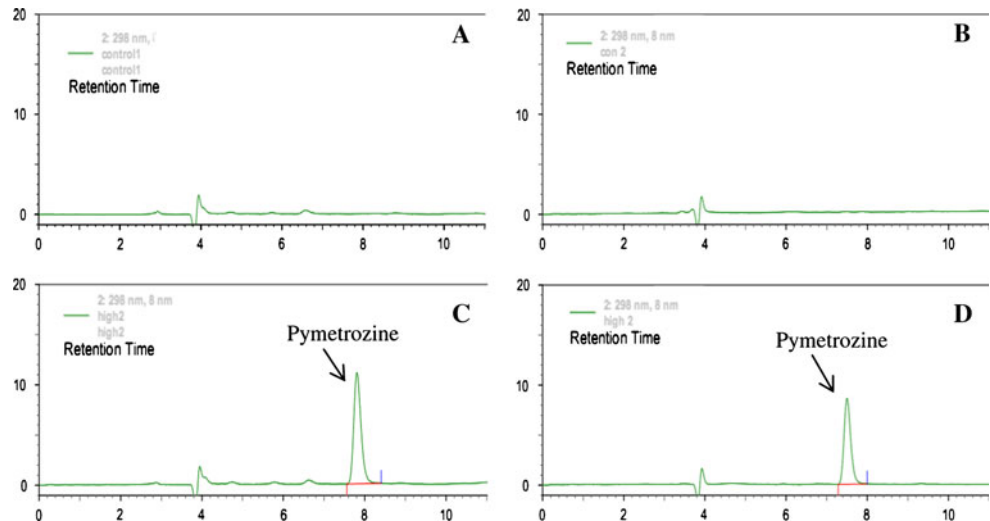 20
2: 298 nm,
control1
control1
Retention Time
A
10
0
0 2 4 6 8 10
20
2: 298 nm, 8 nm
con 2
Retention Time
B
10
0
0 2 4 6 8 10
20
2: 298 nm, 8 nm
high2
high2
Retention Time
C
Pymetrozine
10
0
0 2 4 6 8 10
20
2: 298 nm, 8 nm
high 2
Retention Time
D
Pymetrozine
10
0
0 2 4 6 8 10